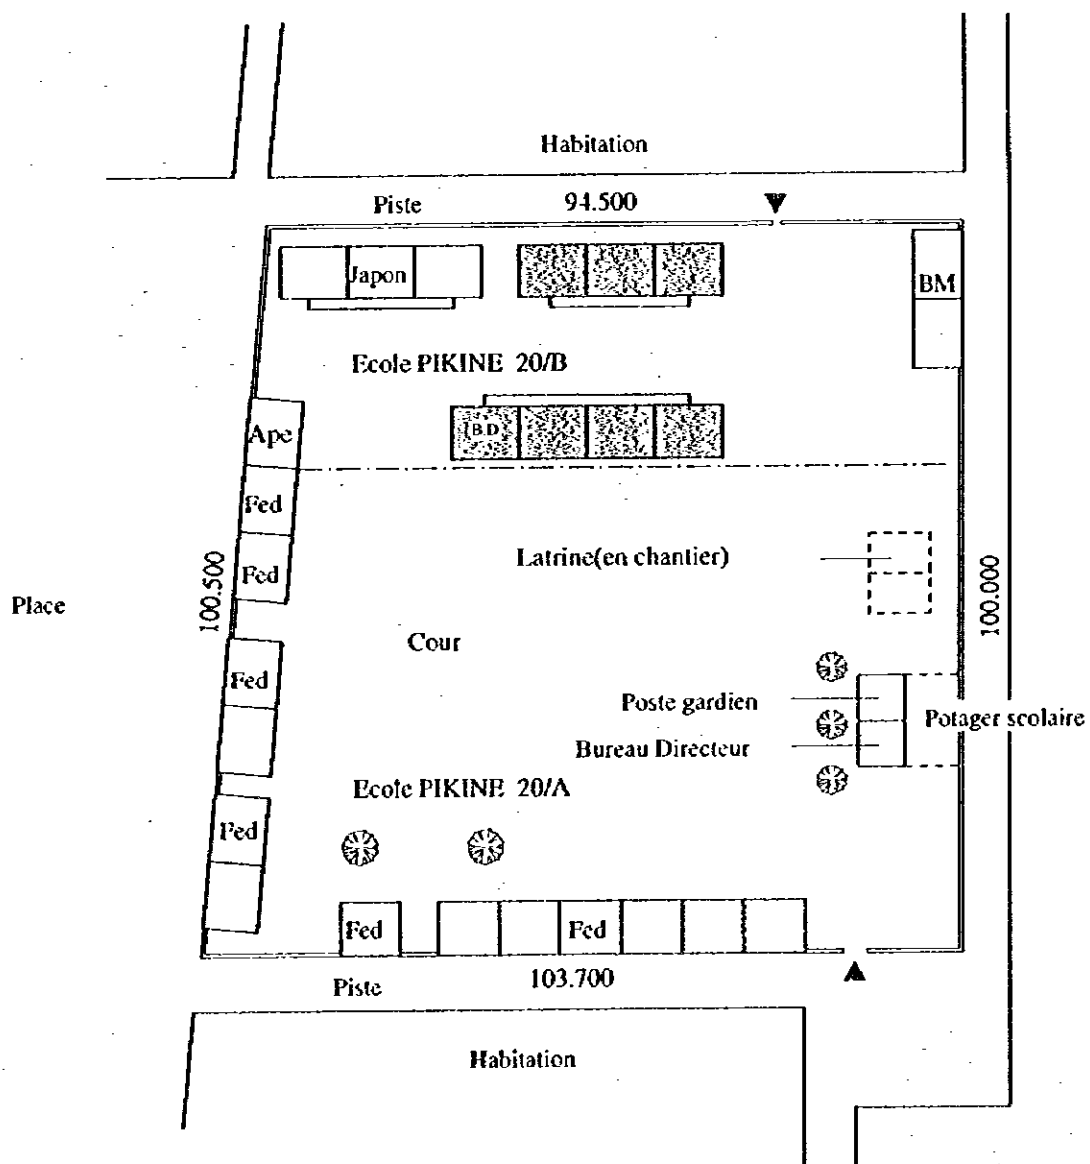 Habitation
Piste
94.500
Japon
BM
Ecole PIKINE 20/B
B.D
Ape
Fed
Latrine(en chantier)
Fed
100.500
100.000
Place
Cour
Fed
Poste gardien
Potager scolaire
Bureau Directeur
Ecole PIKINE 20/A
Fed
Fed
Fed
103.700
Piste
Habitation